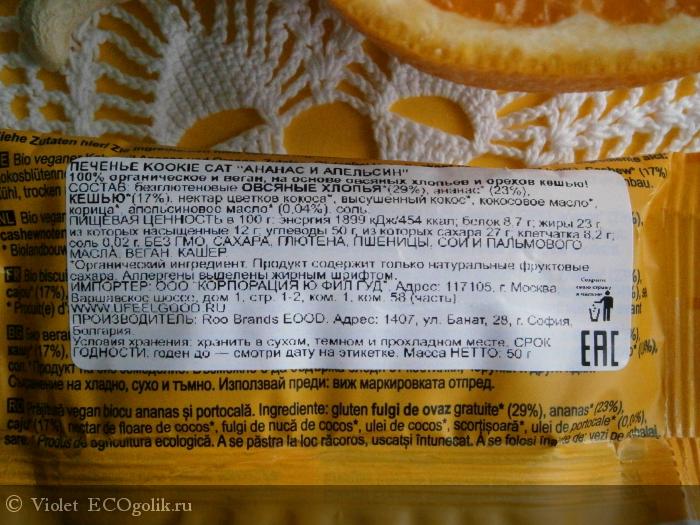 Siehe Zutaten hier!
ПЕЧЕНЬЕ KOOKIE CAT "АНАНАС И АПЕЛЬСИН"
100% органическое и веган, на основе овсяных хлопьев и орехов кешью!
СОСТАВ: безглютеновые ОВСЯНЫЕ ХЛОПЬЯ*(29%), ананас* (23%),
КЕШЬЮ*(17%), нектар цветков кокоса*, высушенный кокос*, кокосовое масло*,
корица*, апельсиновое масло* (0,04%), соль.
ПИЩЕВАЯ ЦЕННОСТЬ в 100 г: энергия 1899 кДж/454 ккал; белок 8,7 г; жиры 23 г,
из которых насыщенные 12 г; углеводы 50 г, из которых сахара 27 г; клетчатка 8,2 г;
соль 0,02 г. БЕЗ ГМО, САХАРА, ГЛЮТЕНА, ПШЕНИЦЫ, СОИ И ПАЛЬМОВОГО
МАСЛА. ВЕГАН. КАШЕР
*Органический ингредиент. Продукт содержит только натуральные фруктовые
сахара. Аллергены выделены жирным шрифтом.
ИМПОРТЕР: ООО "КОРПОРАЦИЯ Ю ФИЛ ГУД". Адрес: 117105, г. Москва
Варшавское шоссе, дом 1, стр. 1-2, ком. 1, ком. 58 (часть).
WWW.UFEELGOOD.RU
ПРОИЗВОДИТЕЛЬ: Roo Brands EOOD. Адрес: 1407, ул. Банат, 28, г. София,
Болгария.
Условия хранения: хранить в сухом, темном и прохладном месте. СРОК
ГОДНОСТИ: годен до – смотри дату на этикетке. Масса НЕТТО: 50 г
EAC
Съхранение на хладно, сухо и тъмно. Използвай преди: виж маркировката отпред.
RO Prăjitură vegan biocu ananas și portocală. Ingrediente: gluten fulgi de ovaz gratuite* (29%), ananas* (23%),
caju* (17%), nectar de floare de cocos*, fulgi de nucă de cocos*, ulei de cocos*, scorțișoară*, ulei de portocale* (0,04%),
sare. / Produs de agricultura ecologică. A se păstra la loc răcoros, uscatși întunecat. A se folosi
Violet ECOgolik.ru